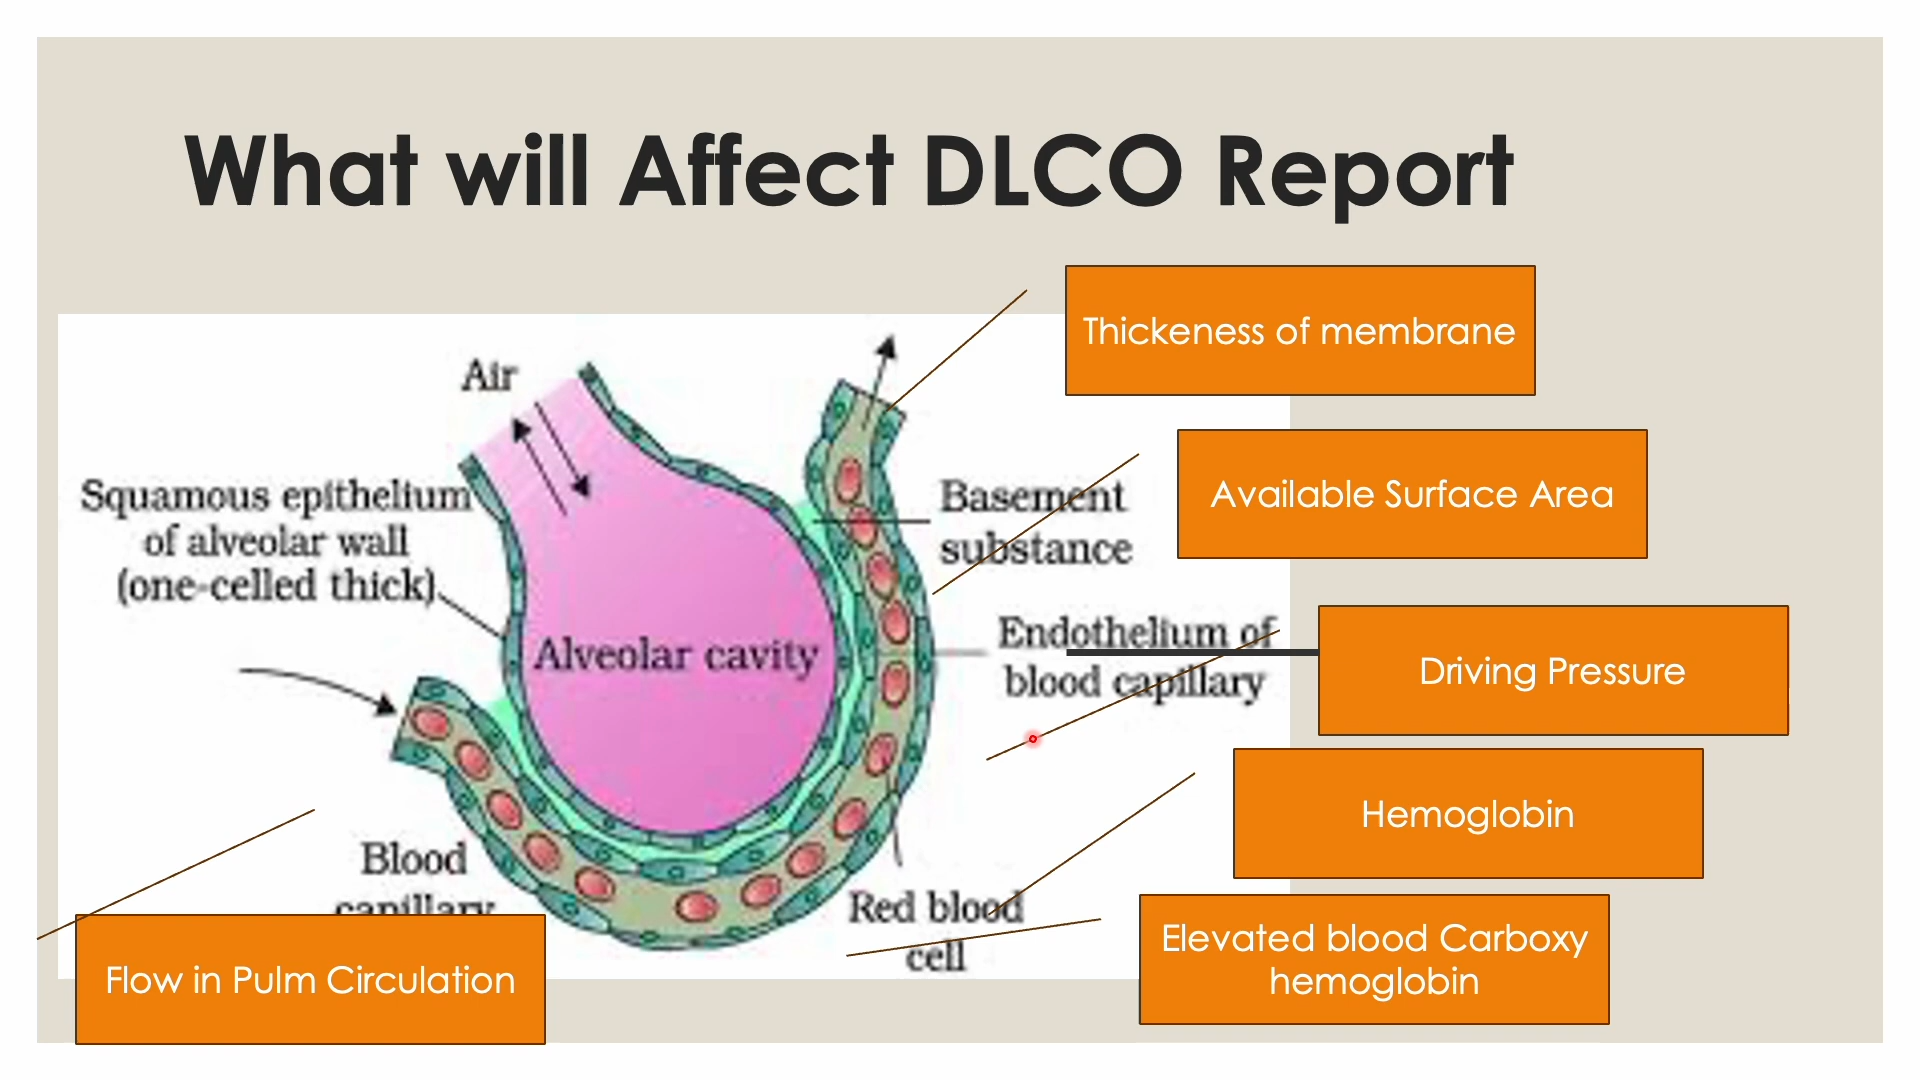 What will Affect DLCO Report
Thickeness of membrane
Air
Available Surface Area
Squamous epithelium
of alveolar wall
(one-celled thick)
Basement
substance
Alveolar cavity
Endothelium of
blood capillary
Driving Pressure
Hemoglobin
Blood
capillary
Red blood
cell
Elevated blood Carboxy
hemoglobin
Flow in Pulm Circulation